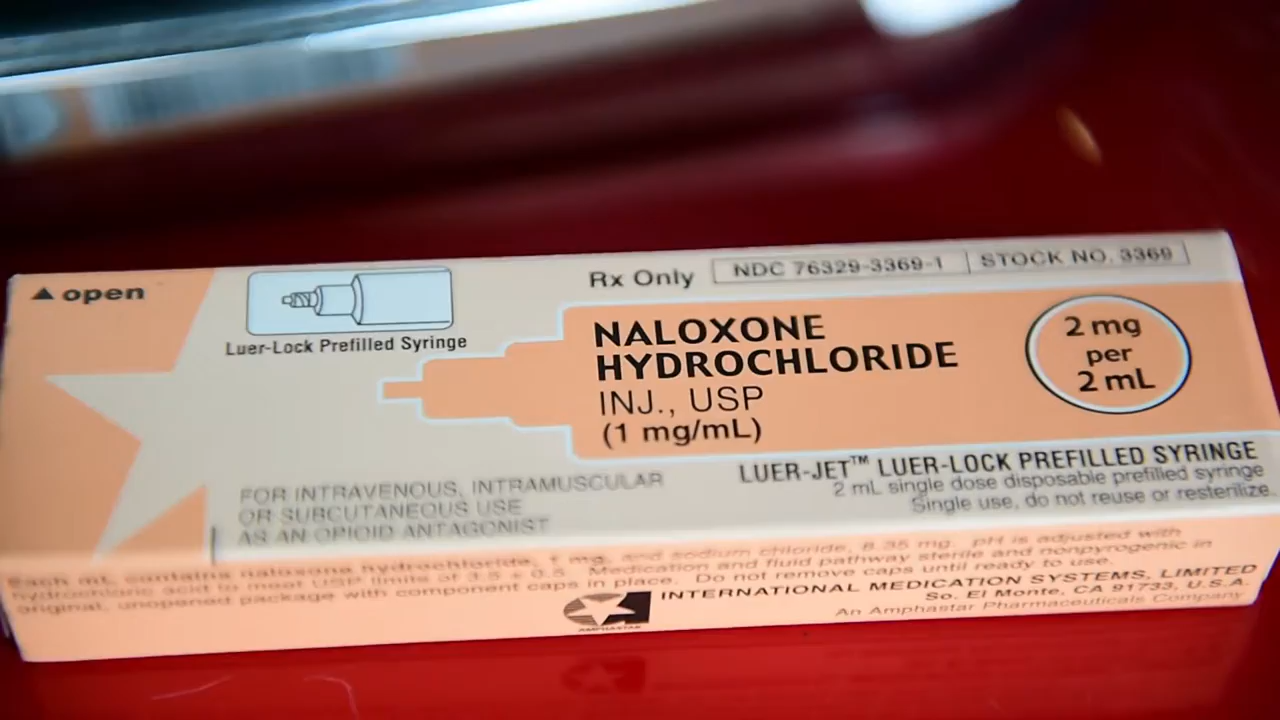 ▲ open
Luer-Lock Prefilled Syringe
Rx Only
NDC 76329-3369-1
STOCK NO. 3369
NALOXONE
HYDROCHLORIDE
INJ., USP
(1 mg/mL)
2 mg
per
2 mL
LUER-JET™ LUER-LOCK PREFILLED SYRINGE
2 mL single dose disposable prefilled syringe
Single use, do not reuse or resterilize.
FOR INTRAVENOUS, INTRAMUSCULAR
OR SUBCUTANEOUS USE
AS AN OPIOID ANTAGONIST
Each mL contains naloxone hydrochloride, 1 mg, and sodium chloride, 8.35 mg. pH is adjusted with
hydrochloric acid to meet USP limits of 3.5 ± 0.5. Medication and fluid pathway sterile and nonpyrogenic in
original, unopened package with component caps in place. Do not remove caps until ready to use.
AMPHASTAR
INTERNATIONAL MEDICATION SYSTEMS, LIMITED
So. El Monte, CA 91733, U.S.A.
An Amphastar Pharmaceuticals Company